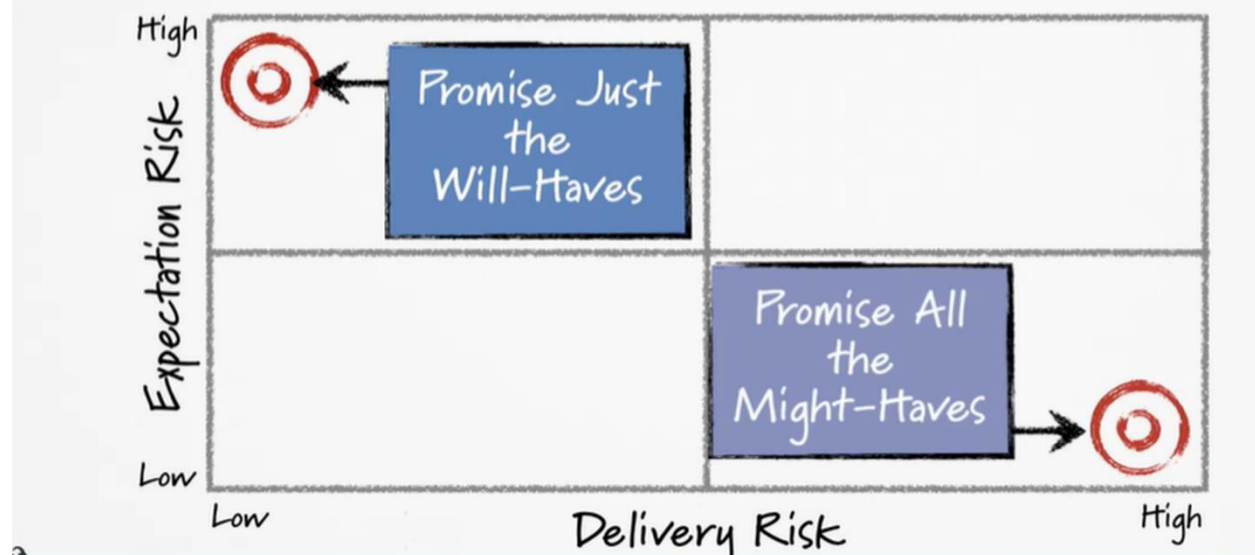 High
Promise Just
the
Will-Haves
Expectation Risk
Promise All
the
Might-Haves
Low
Low
Delivery Risk
High